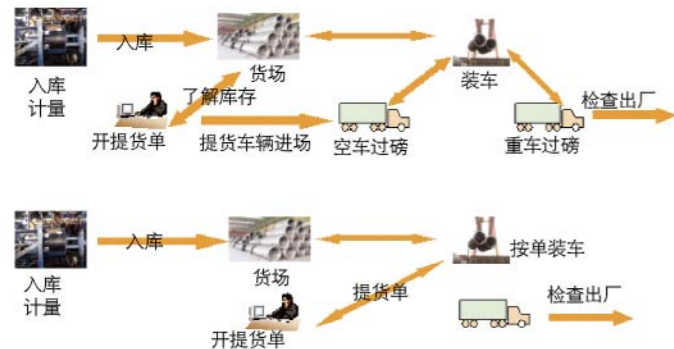 入库
货场
装车
入库
计量
了解库存
检查出厂
开提货单
提货车辆进场
空车过磅
重车过磅
入库
货场
按单装车
入库
计量
提货单
检查出厂
开提货单